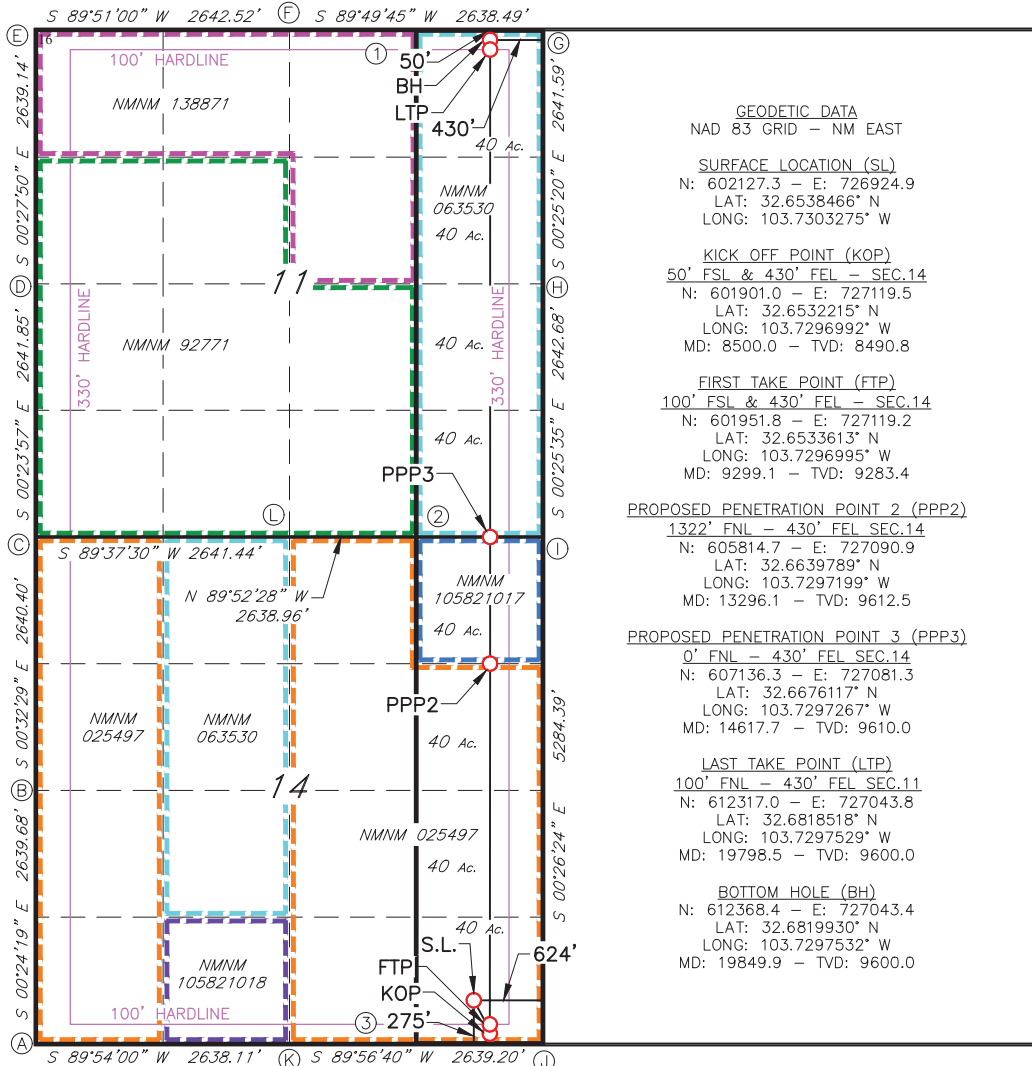 S 89°51'00" W 2642.52'
F
S 89°49'45" W 2638.49'
E
16
G
100' HARDLINE
1
50'
BH
LTP
430'
NMNM 138871
2639.14'
2641.59'
40 Ac.
S 00°27'50" E
S 00°25'20" E
NMNM
063530
40 Ac.
D
11
H
NMNM 92771
330' HARDLINE
330' HARDLINE
2641.85'
2642.68'
40 Ac.
S 00°23'57" E
S 00°25'35" E
40 Ac.
PPP3
L
2
C
I
S 89°37'30" W 2641.44'
N 89°52'28" W
2638.96'
NMNM
105821017
40 Ac.
2640.40'
S 00°32'29" E
PPP2
NMNM
025497
NMNM
063530
40 Ac.
5284.39'
B
14
NMNM 025497
40 Ac.
2639.68'
S 00°26'24" E
S 00°24'19" E
40 Ac.
S.L.
624'
NMNM
105821018
FTP
KOP
100' HARDLINE
3
275'
A
S 89°54'00" W 2638.11'
K
S 89°56'40" W 2639.20'
J
GEODETIC DATA
NAD 83 GRID – NM EAST
SURFACE LOCATION (SL)
N: 602127.3 – E: 726924.9
LAT: 32.6538466° N
LONG: 103.7303275° W
KICK OFF POINT (KOP)
50' FSL & 430' FEL – SEC.14
N: 601901.0 – E: 727119.5
LAT: 32.6532215° N
LONG: 103.7296992° W
MD: 8500.0 – TVD: 8490.8
FIRST TAKE POINT (FTP)
100' FSL & 430' FEL – SEC.14
N: 601951.8 – E: 727119.2
LAT: 32.6533613° N
LONG: 103.7296995° W
MD: 9299.1 – TVD: 9283.4
PROPOSED PENETRATION POINT 2 (PPP2)
1322' FNL – 430' FEL SEC.14
N: 605814.7 – E: 727090.9
LAT: 32.6639789° N
LONG: 103.7297199° W
MD: 13296.1 – TVD: 9612.5
PROPOSED PENETRATION POINT 3 (PPP3)
0' FNL – 430' FEL SEC.14
N: 607136.3 – E: 727081.3
LAT: 32.6676117° N
LONG: 103.7297267° W
MD: 14617.7 – TVD: 9610.0
LAST TAKE POINT (LTP)
100' FNL – 430' FEL SEC.11
N: 612317.0 – E: 727043.8
LAT: 32.6818518° N
LONG: 103.7297529° W
MD: 19798.5 – TVD: 9600.0
BOTTOM HOLE (BH)
N: 612368.4 – E: 727043.4
LAT: 32.6819930° N
LONG: 103.7297532° W
MD: 19849.9 – TVD: 9600.0